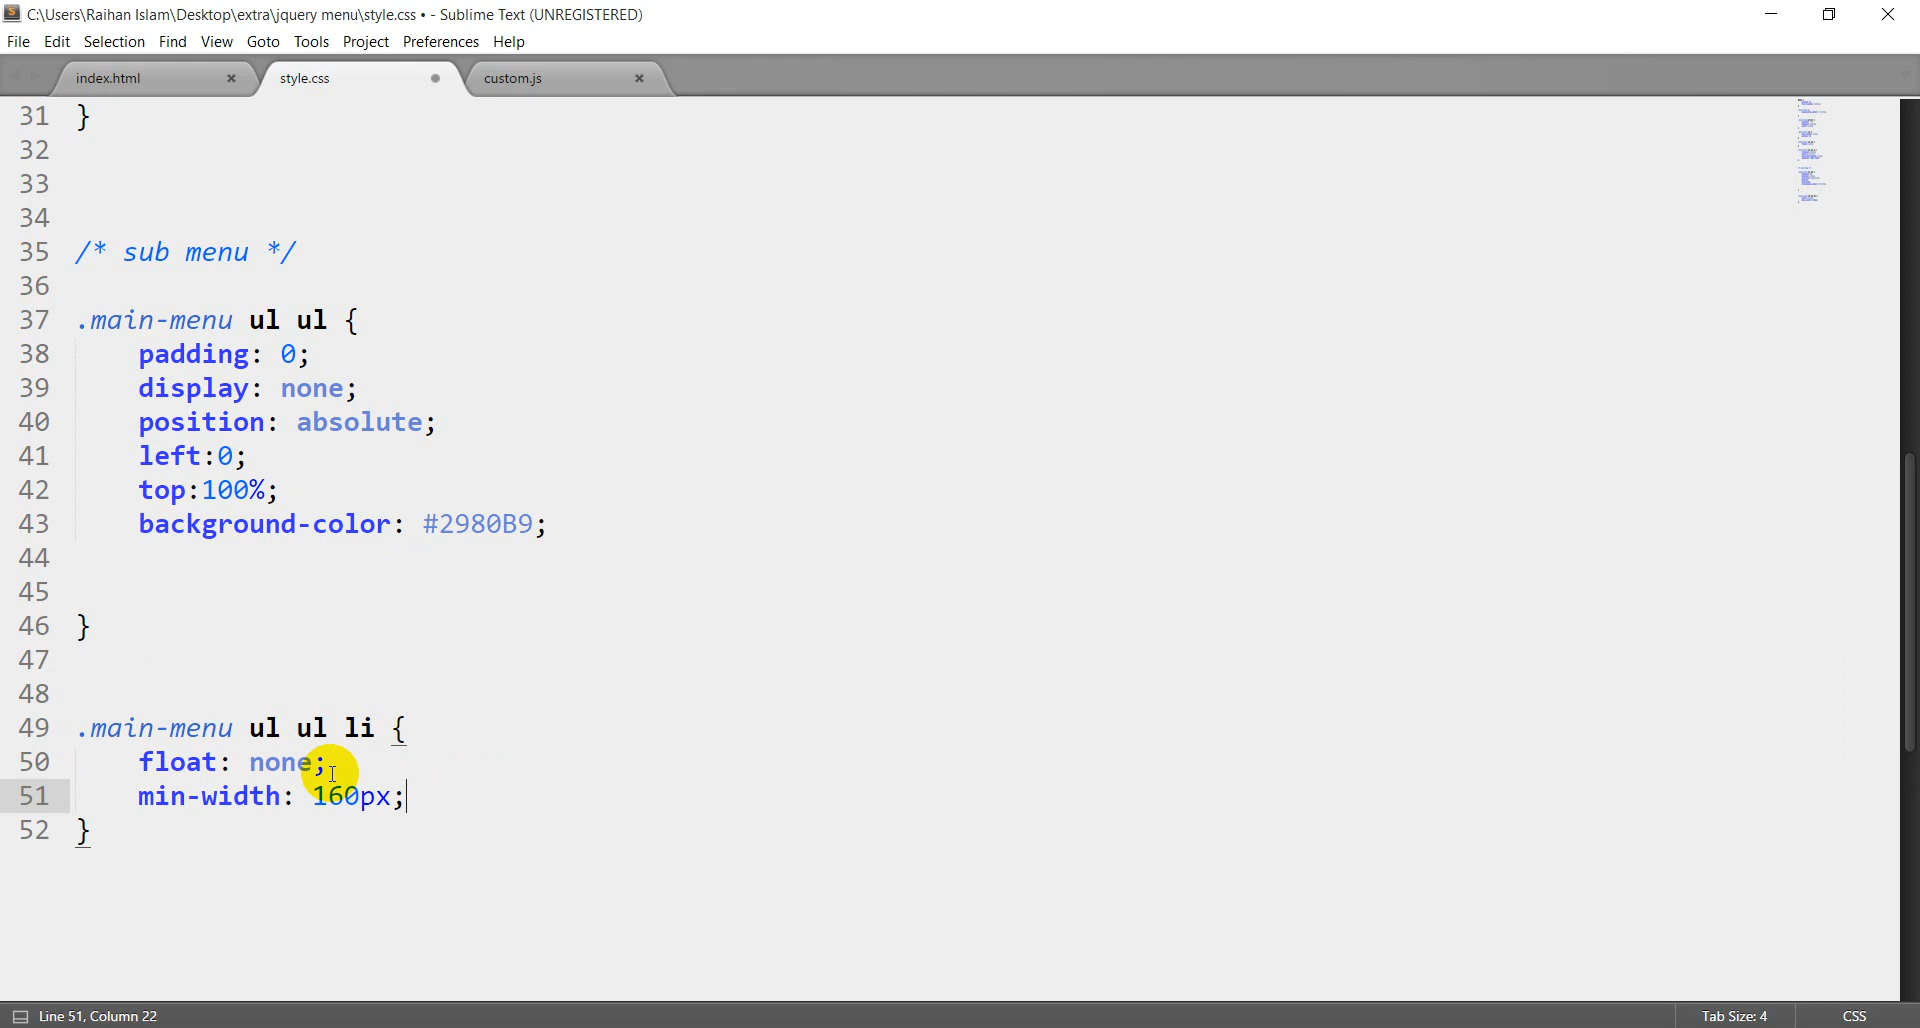 C:\Users\Raihan Islam\Desktop\extra\jquery menu\style.css • - Sublime Text (UNREGISTERED)
File Edit Selection Find View Goto Tools Project Preferences Help
index.html style.css custom.js
31 }
32
33
34
35 /* sub menu */
36
37 .main-menu ul ul {
38 padding: 0;
39 display: none;
40 position: absolute;
41 left:0;
42 top:100%;
43 background-color: #2980B9;
44
45
46 }
47
48
49 .main-menu ul ul li {
50 float: none;
51 min-width: 160px;
52 }
Line 51, Column 22 Tab Size: 4 CSS